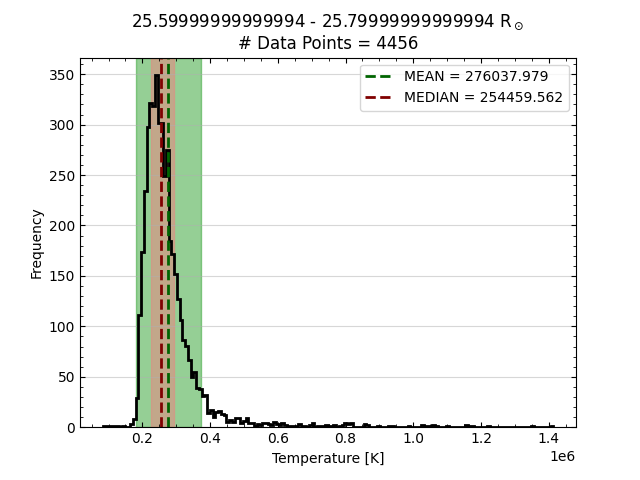 25.59999999999994 - 25.79999999999994 R⊙
# Data Points = 4456
MEAN = 276037.979
MEDIAN = 254459.562
350
300
250
200
150
100
50
0
Frequency
0.2 0.4 0.6 0.8 1.0 1.2 1.4
1e6
Temperature [K]